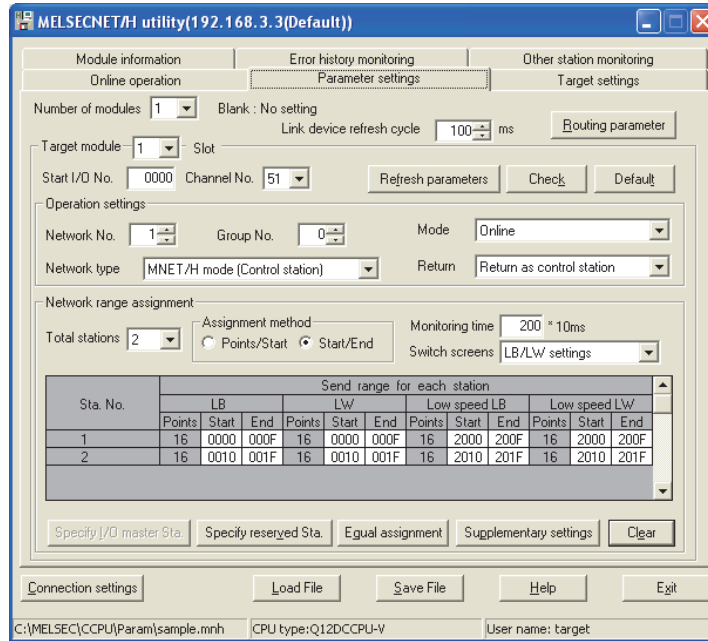 MELSECNET/H utility(192.168.3.3(Default))
Module information Error history monitoring Other station monitoring
Online operation Parameter settings Target settings
Number of modules 1 Blank : No setting
Link device refresh cycle 100 ms Routing parameter
Target module 1 Slot
Start I/O No. 0000 Channel No. 51 Refresh parameters Check Default
Operation settings
Network No. 1 Group No. 0 Mode Online
Network type MNET/H mode (Control station) Return Return as control station
Network range assignment
Total stations 2 Assignment method Points/Start Start/End Monitoring time 200 * 10ms
Switch screens LB/LW settings
Sta. No. Send range for each station
LB LW Low speed LB Low speed LW
Points Start End Points Start End Points Start End Points Start End
1 16 0000 000F 16 0000 000F 16 2000 200F 16 2000 200F
2 16 0010 001F 16 0010 001F 16 2010 201F 16 2010 201F
Specify I/O master Sta. Specify reserved Sta. Equal assignment Supplementary settings Clear
Connection settings Load File Save File Help Exit
C:\MELSEC\CCPU\Param\sample.mnh CPU type:Q12DCCPU-V User name: target